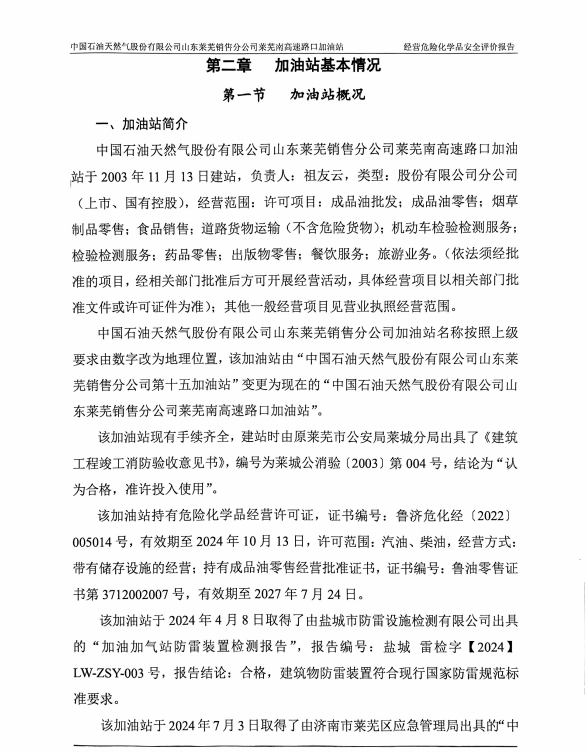 中国石油天然气股份有限公司山东莱芜销售分公司莱芜南高速路口加油站 经营危险化学品安全评价报告
第二章 加油站基本情况
第一节 加油站概况
一、加油站简介
中国石油天然气股份有限公司山东莱芜销售分公司莱芜南高速路口加油
站于 2003 年 11 月 13 日建站，负责人：祖友云，类型：股份有限公司分公司
（上市、国有控股），经营范围：许可项目：成品油批发；成品油零售；烟草
制品零售；食品销售；道路货物运输（不含危险货物）；机动车检验检测服务；
检验检测服务；药品零售；出版物零售；餐饮服务；旅游业务。（依法须经批
准的项目，经相关部门批准后方可开展经营活动，具体经营项目以相关部门批
准文件或许可证件为准）；其他一般经营项目见营业执照经营范围。
中国石油天然气股份有限公司山东莱芜销售分公司加油站名称按照上级
要求由数字改为地理位置，该加油站由“中国石油天然气股份有限公司山东莱
芜销售分公司第十五加油站”变更为现在的“中国石油天然气股份有限公司山
东莱芜销售分公司莱芜南高速路口加油站”。
该加油站现有手续齐全，建站时由原莱芜市公安局莱城分局出具了《建筑
工程竣工消防验收意见书》，编号为莱城公消验〔2003〕第 004 号，结论为“认
为合格，准许投入使用”。
该加油站持有危险化学品经营许可证，证书编号：鲁济危化经〔2022〕
005014 号，有效期至 2024 年 10 月 13 日，许可范围：汽油、柴油，经营方式：
带有储存设施的经营；持有成品油零售经营批准证书，证书编号：鲁油零售证
书第 3712002007 号，有效期至 2027 年 7 月 24 日。
该加油站于 2024 年 4 月 8 日取得了由盐城市防雷设施检测有限公司出具
的“加油加气站防雷装置检测报告”，报告编号：盐城 雷检字【2024】
LW-ZSY-003 号，报告结论：合格，建筑物防雷装置符合现行国家防雷规范标
准要求。
该加油站于 2024 年 7 月 3 日取得了由济南市莱芜区应急管理局出具的“中